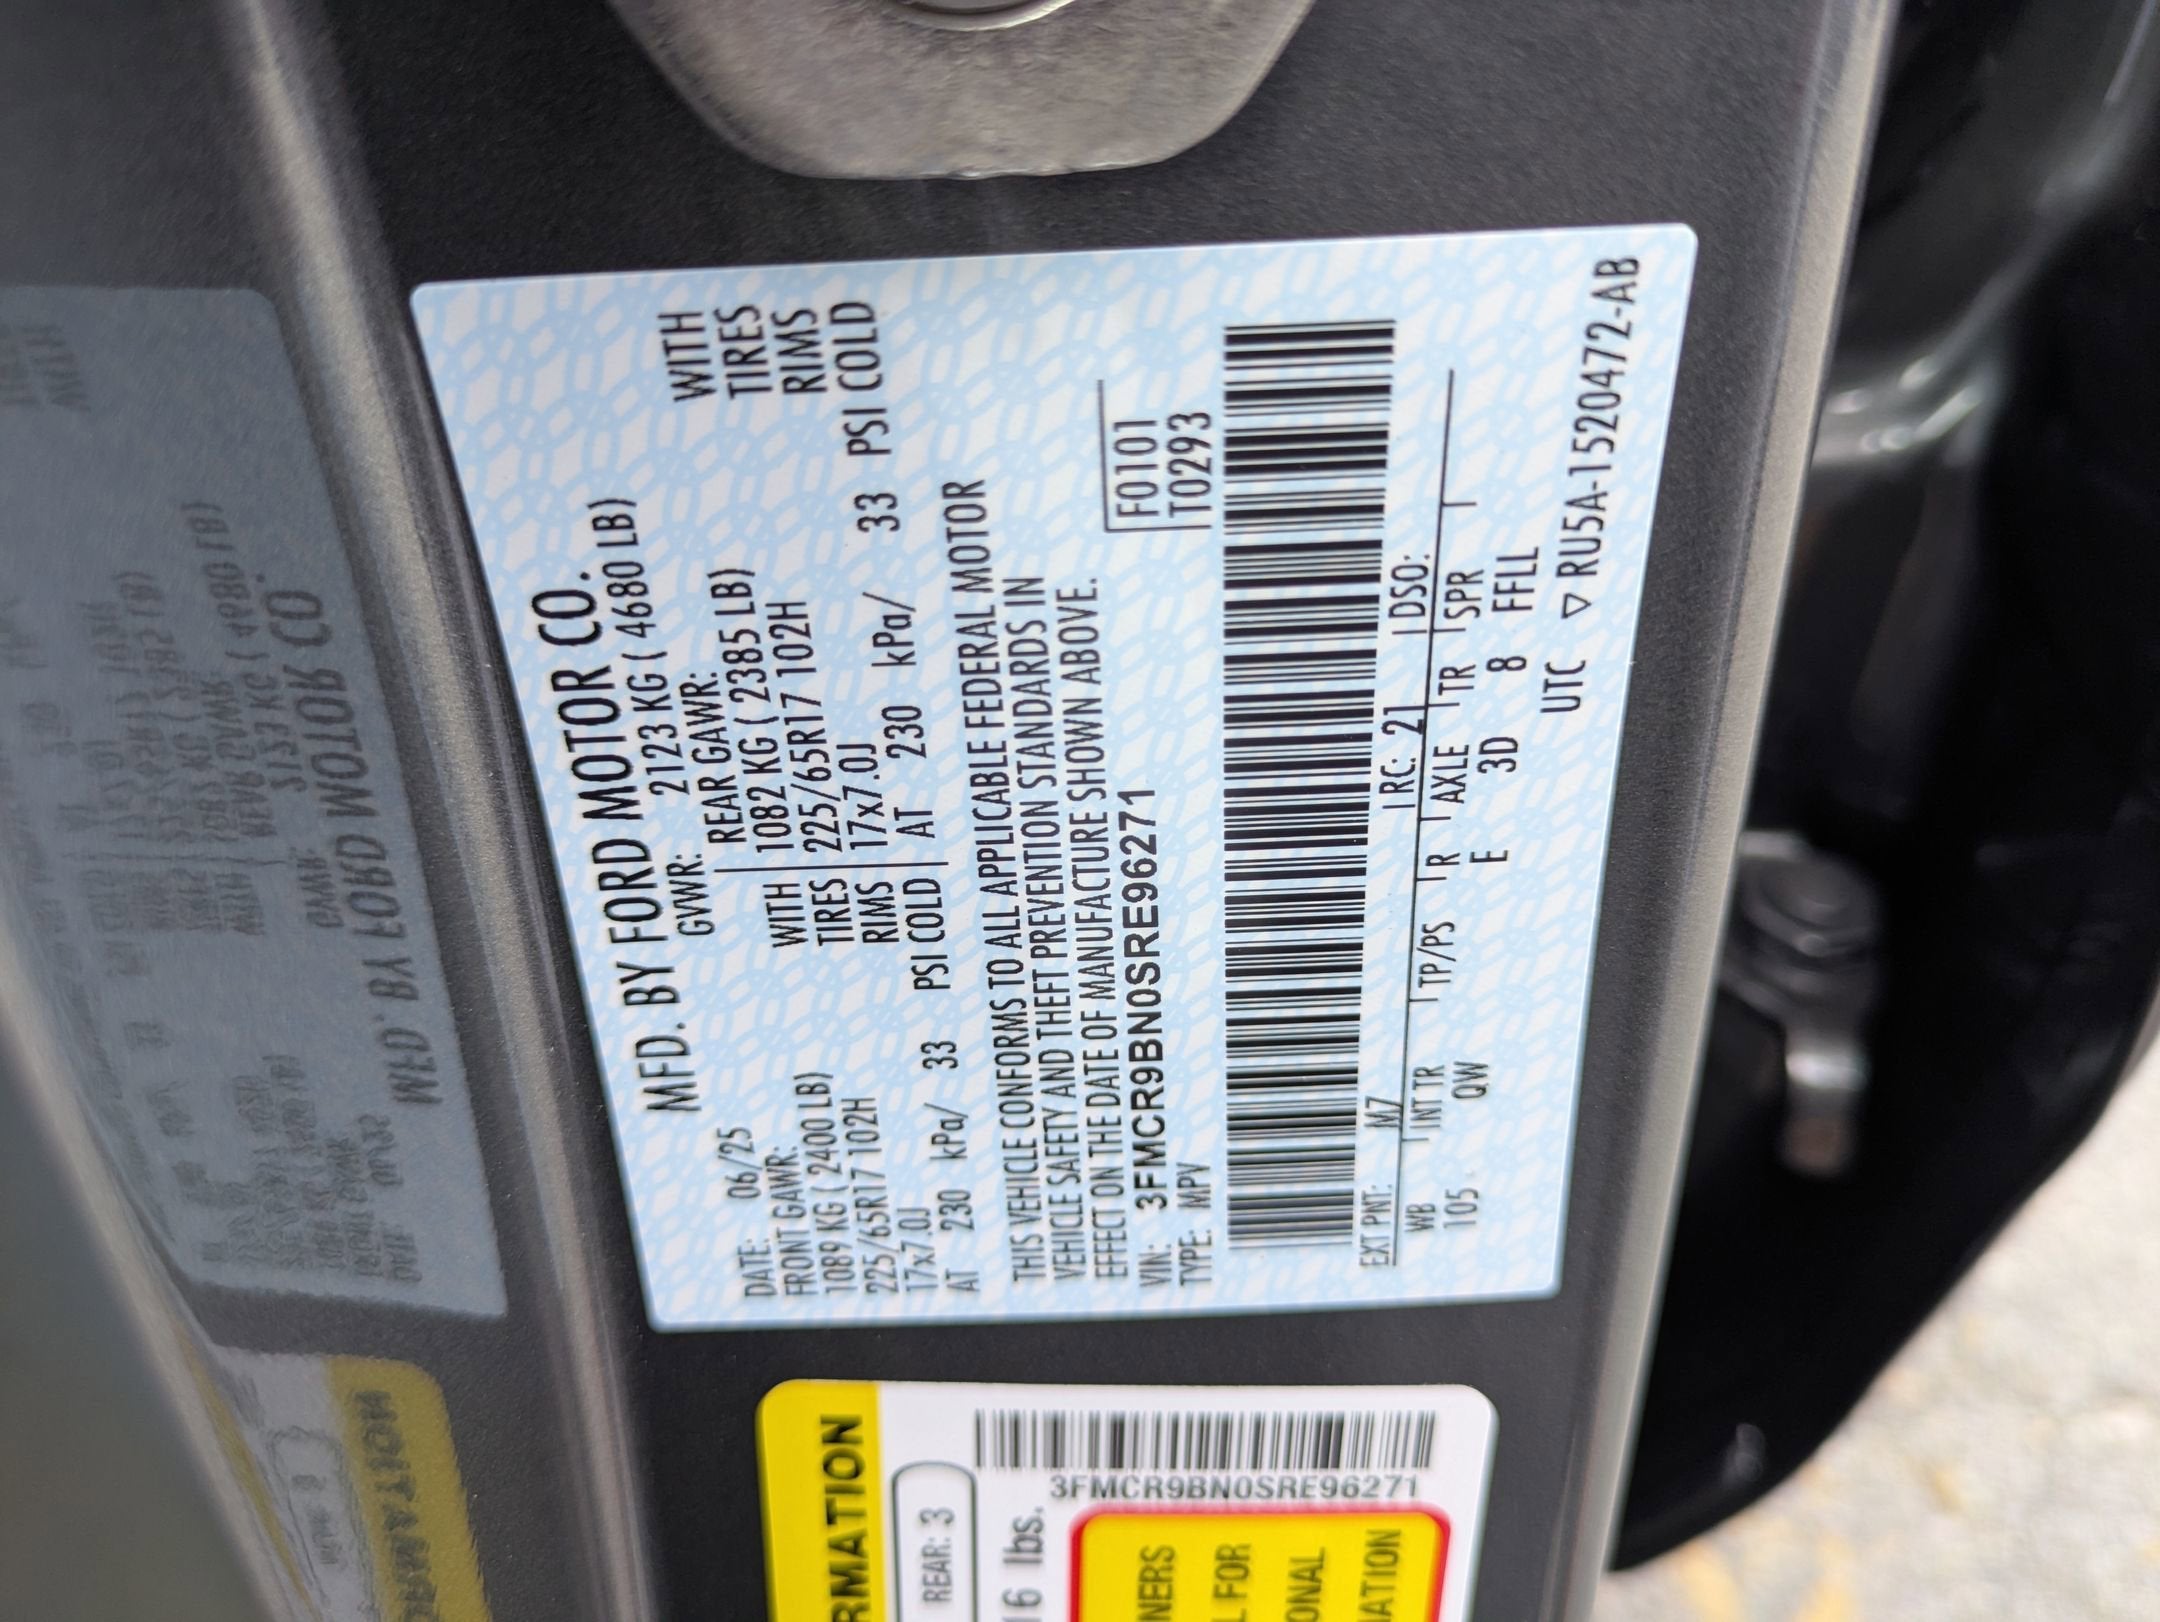 MFD. BY FORD MOTOR CO.
DATE: 06/25 GVWR: 2123 KG ( 4680 LB)
FRONT GAWR: REAR GAWR: WITH
1089 KG ( 2400 LB) WITH 1082 KG ( 2385 LB) TIRES
225/65R17 102H TIRES 225/65R17 102H RIMS
17x7.0J RIMS 17x7.0J
AT 230 kPa/ 33 PSI COLD AT 230 kPa/ 33 PSI COLD
THIS VEHICLE CONFORMS TO ALL APPLICABLE FEDERAL MOTOR
VEHICLE SAFETY AND THEFT PREVENTION STANDARDS IN
EFFECT ON THE DATE OF MANUFACTURE SHOWN ABOVE.
VIN: 3FMCR9BN0SRE96271 F0101
TYPE: MPV T0293
EXT PNT: M7 RC: 21 DSO:
WB INT TR TP/PS R AXLE TR SPR
105 QW E 3D 8 FFLL
UTC ▽ RU5A-1520472-AB
RMATION
REAR: 3
16 lbs.
3FMCR9BN0SRE96271
NERS
L FOR
ONAL
ATION